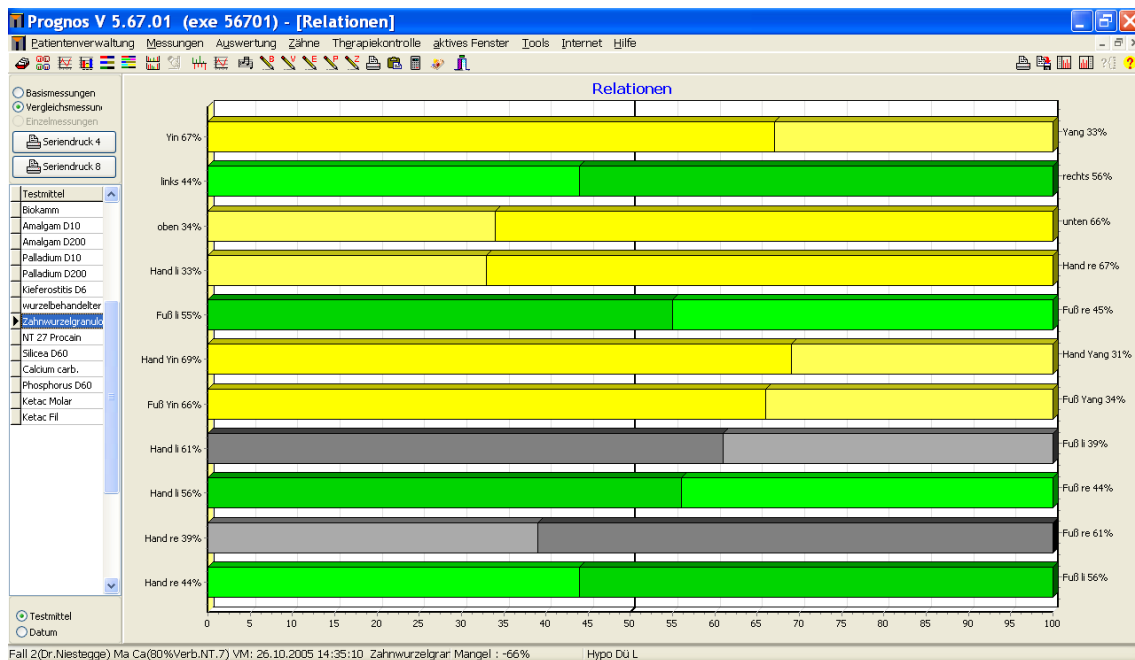 Prognos V 5.67.01 (exe 56701) - [Relationen]
Patientenverwaltung Messungen Auswertung Zähne Therapiekontrolle aktives Fenster Tools Internet Hilfe
Relationen
Basismessungen
Vergleichsmessun
Einzelmessungen
Seriendruck 4
Seriendruck 8
Testmittel
Biokamm
Amalgam D10
Amalgam D200
Palladium D10
Palladium D200
Kieferostitis D6
wurzelbehandelter
Zahnwurzelgranulo
NT 27 Procain
Silicea D60
Calcium carb.
Phosphorus D60
Ketac Molar
Ketac Fil
Testmittel
Datum
Yin 67% Yang 33%
links 44% rechts 56%
oben 34% unten 66%
Hand li 33% Hand re 67%
Fuß li 55% Fuß re 45%
Hand Yin 69% Hand Yang 31%
Fuß Yin 66% Fuß Yang 34%
Hand li 61% Fuß li 39%
Hand li 56% Fuß re 44%
Hand re 39% Fuß re 61%
Hand re 44% Fuß li 56%
0 5 10 15 20 25 30 35 40 45 50 55 60 65 70 75 80 85 90 95 100
Fall 2(Dr.Niestegge) Ma Ca(80%Verb.NT.7) VM: 26.10.2005 14:35:10 Zahnwurzelgrar Mangel : -66% Hypo Dü L